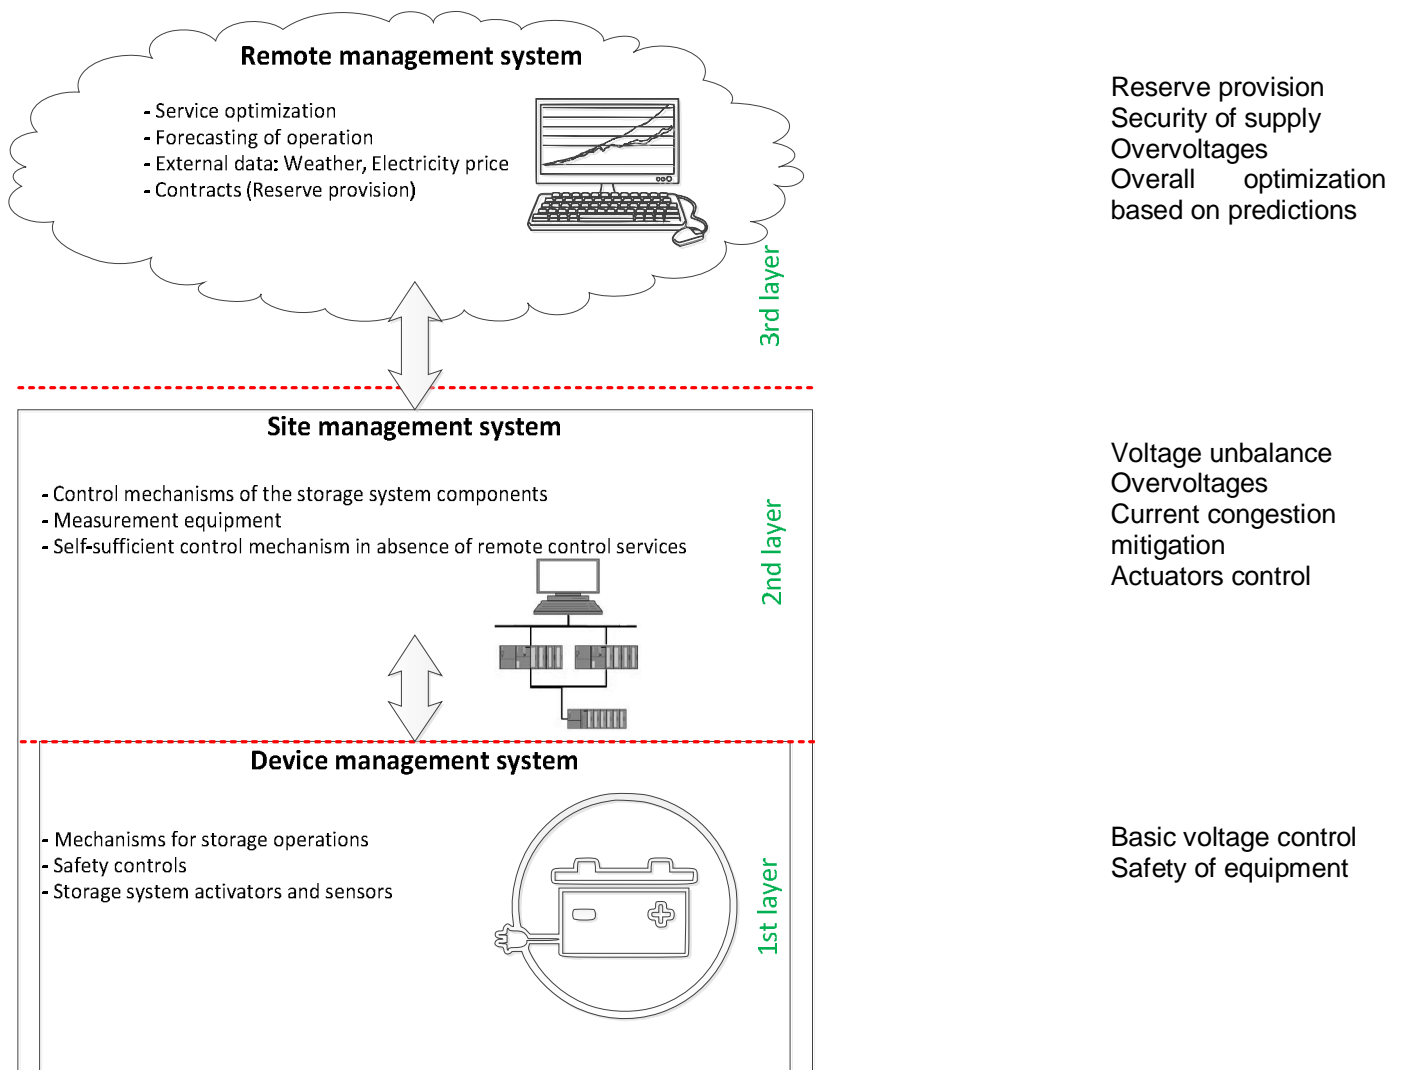 Remote management system
- Service optimization
- Forecasting of operation
- External data: Weather, Electricity price
- Contracts (Reserve provision)
3rd layer
Reserve provision
Security of supply
Overvoltages
Overall optimization
based on predictions
Site management system
- Control mechanisms of the storage system components
- Measurement equipment
- Self-sufficient control mechanism in absence of remote control services
2nd layer
Voltage unbalance
Overvoltages
Current congestion
mitigation
Actuators control
Device management system
- Mechanisms for storage operations
- Safety controls
- Storage system activators and sensors
1st layer
Basic voltage control
Safety of equipment